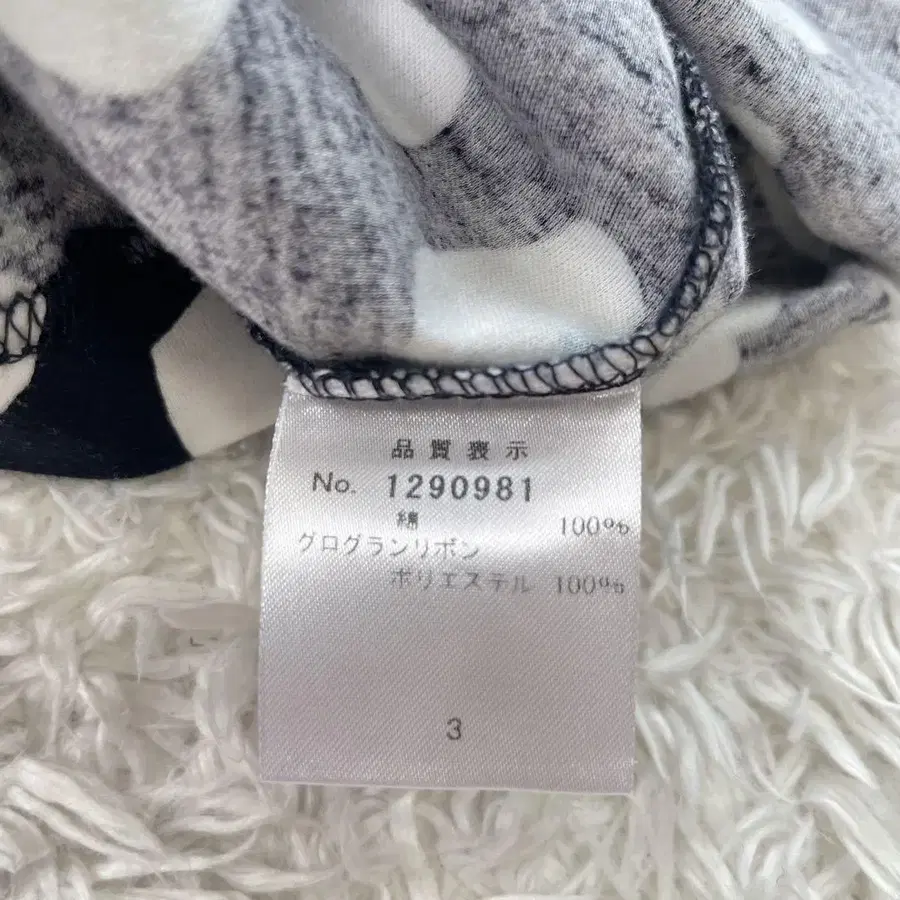 品質表示
No. 1290981
綿 100%
グログランリボン
ポリエステル 100%
3